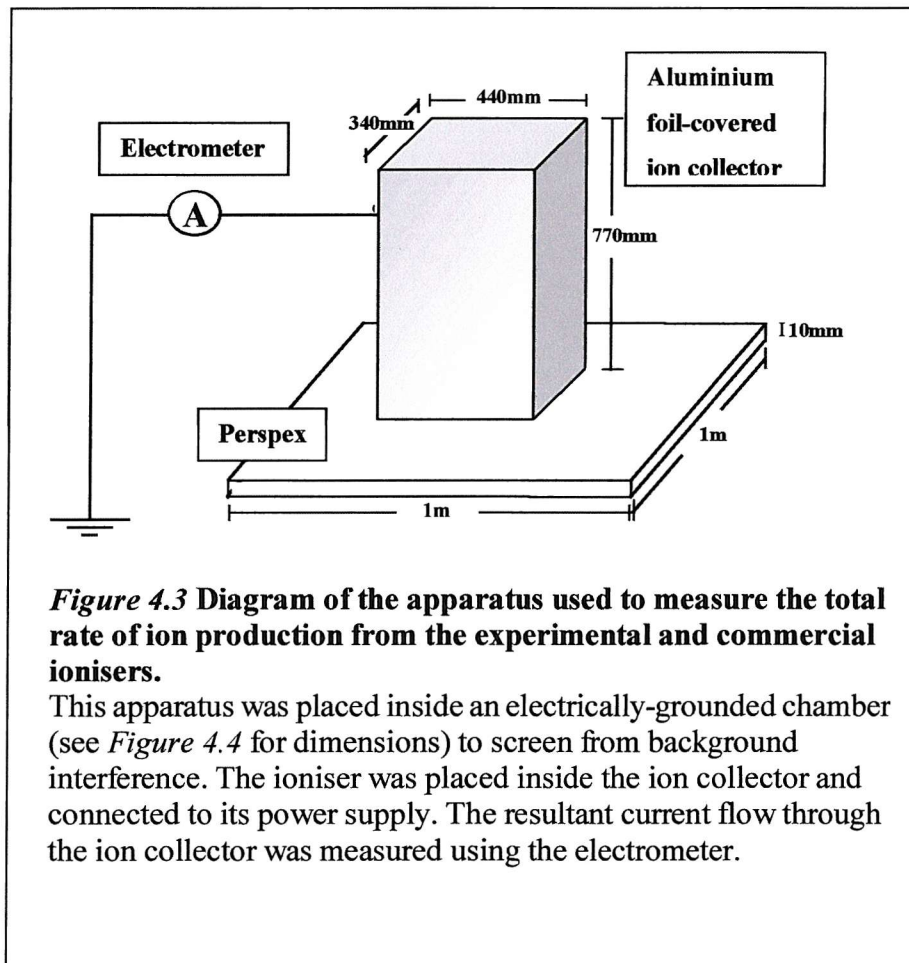 440mm
340mm
Aluminium
foil-covered
ion collector
Electrometer
A
770mm
10mm
Perspex
1m
1m
Figure 4.3 Diagram of the apparatus used to measure the total
rate of ion production from the experimental and commercial
ionisers.
This apparatus was placed inside an electrically-grounded chamber
(see Figure 4.4 for dimensions) to screen from background
interference. The ioniser was placed inside the ion collector and
connected to its power supply. The resultant current flow through
the ion collector was measured using the electrometer.